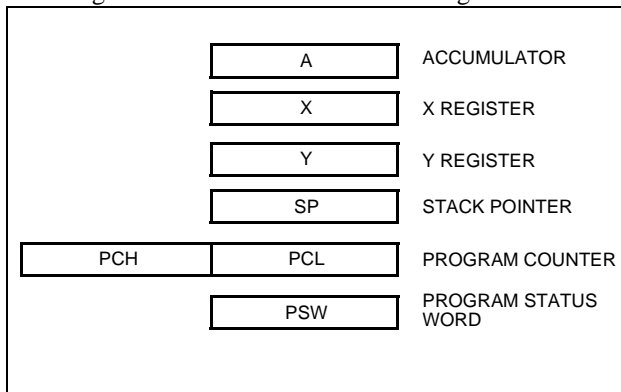 A ACCUMULATOR
X X REGISTER
Y Y REGISTER
SP STACK POINTER
PCH PCL PROGRAM COUNTER
PSW PROGRAM STATUS
WORD